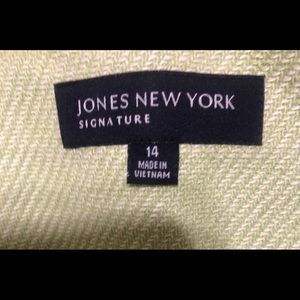 JONES NEW YORK
SIGNATURE
14
MADE IN
VIETNAM